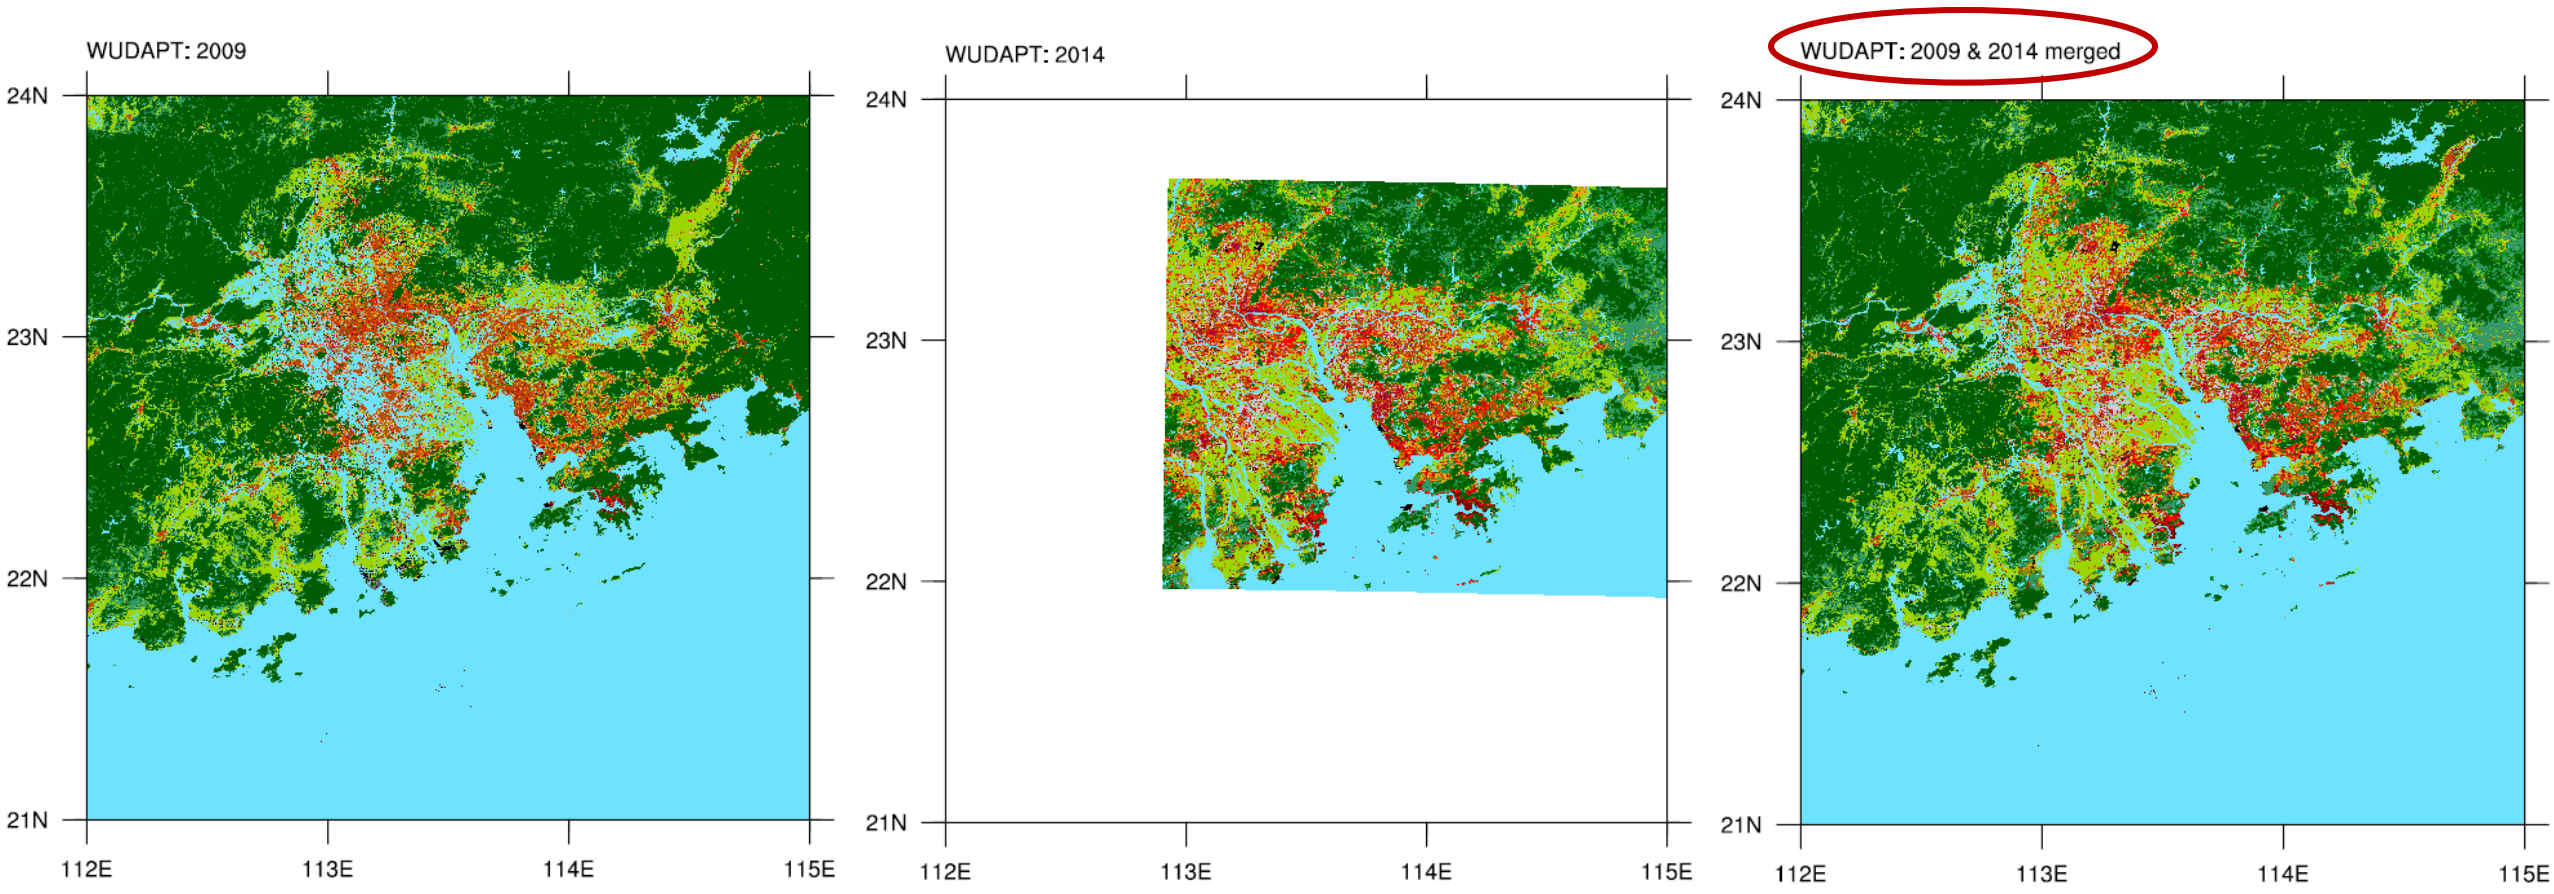 WUDAPT: 2009
24N
23N
22N
21N
112E 113E 114E 115E
WUDAPT: 2014
24N
23N
22N
21N
112E 113E 114E 115E
WUDAPT: 2009 & 2014 merged
24N
23N
22N
21N
112E 113E 114E 115E